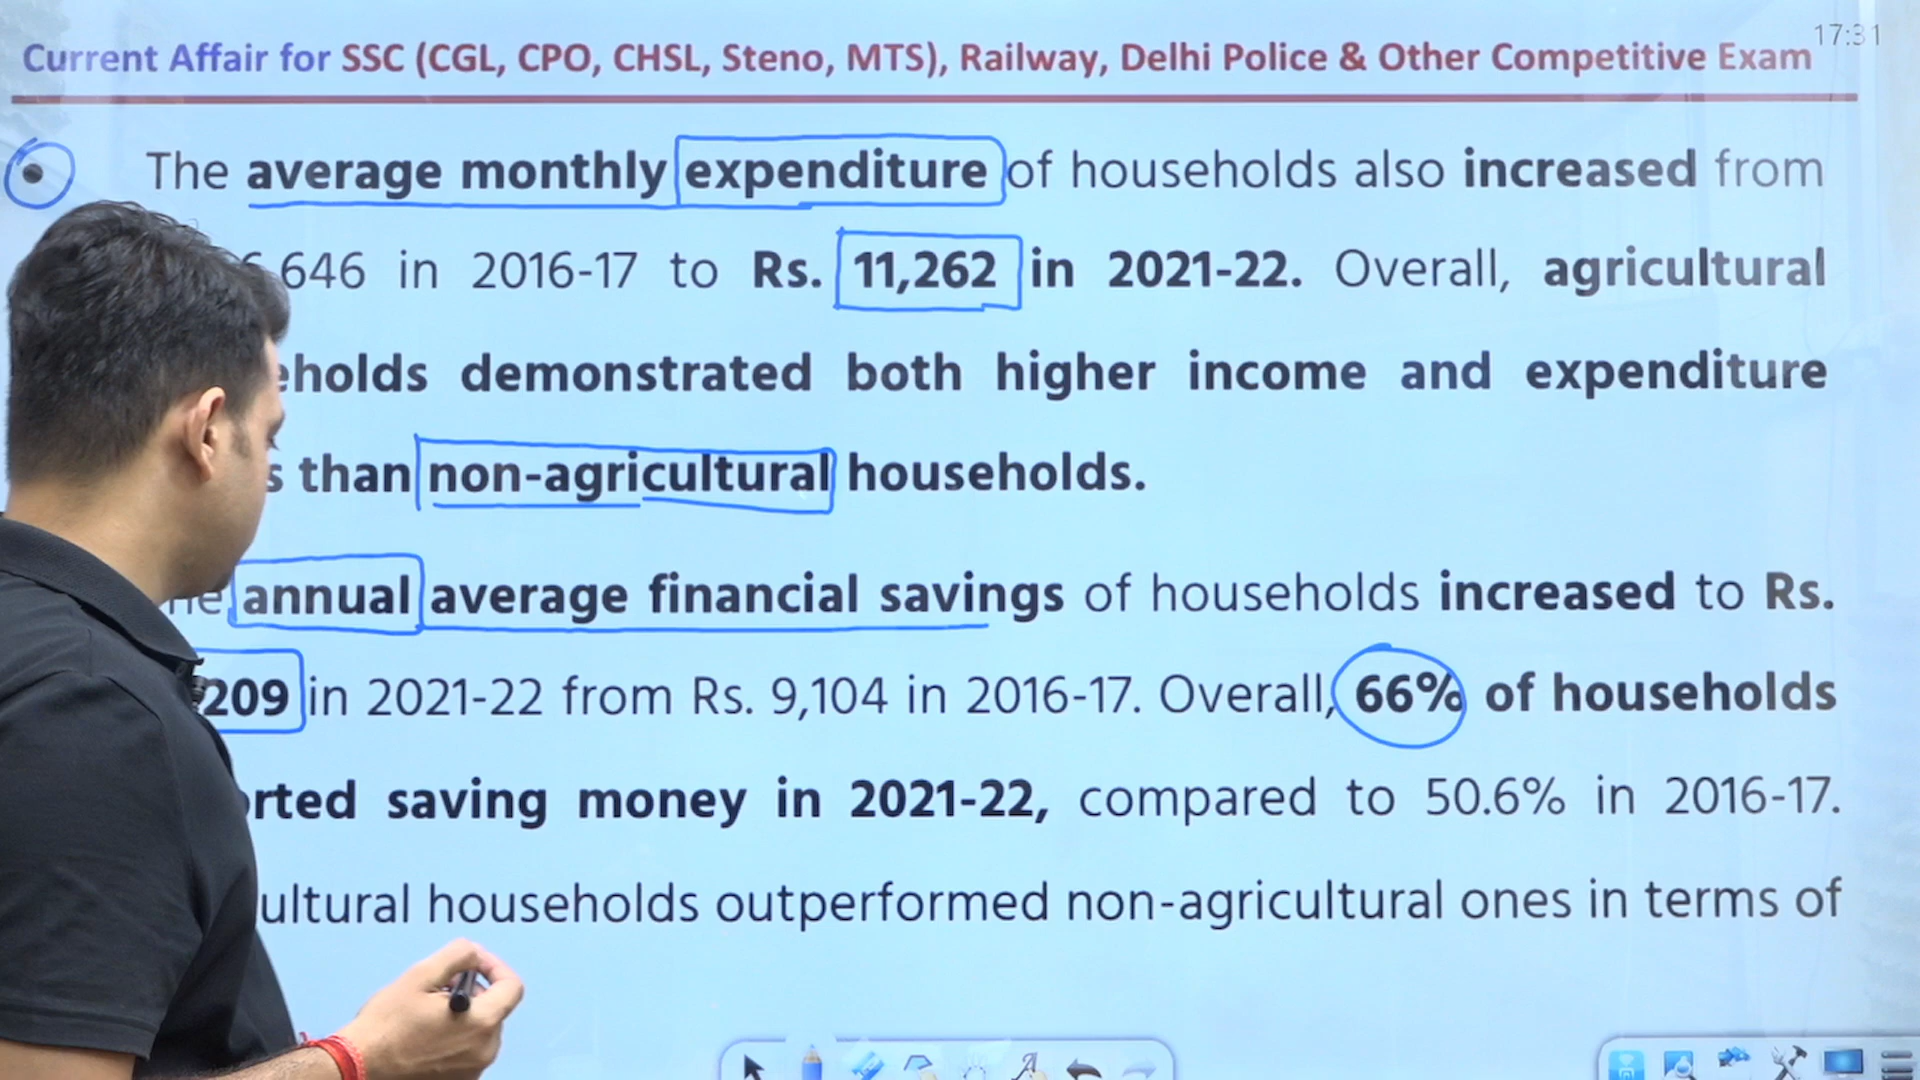 17:31
Current Affair for SSC (CGL, CPO, CHSL, Steno, MTS), Railway, Delhi Police & Other Competitive Exam
The average monthly expenditure of households also increased from
646 in 2016-17 to Rs. 11,262 in 2021-22. Overall, agricultural
demonstrated both higher income and expenditure
than non-agricultural households.
annual average financial savings of households increased to Rs.
209 in 2021-22 from Rs. 9,104 in 2016-17. Overall, 66% of households
saving money in 2021-22, compared to 50.6% in 2016-17.
households outperformed non-agricultural ones in terms of